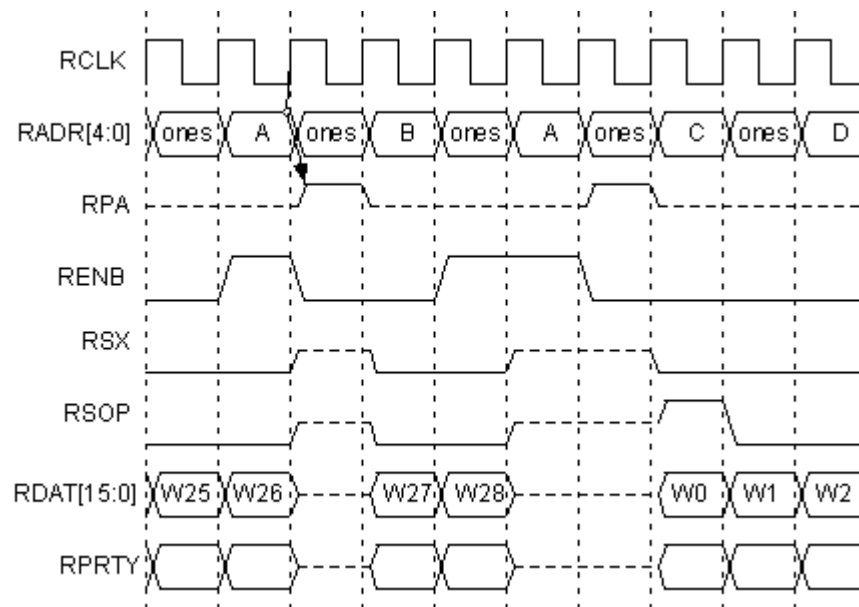 RCLK
RADR[4:0] ones A ones B ones A ones C ones D
RPA
RENB
RSX
RSOP
RDAT[15:0] W25 W26 W27 W28 W0 W1 W2
RPRTY